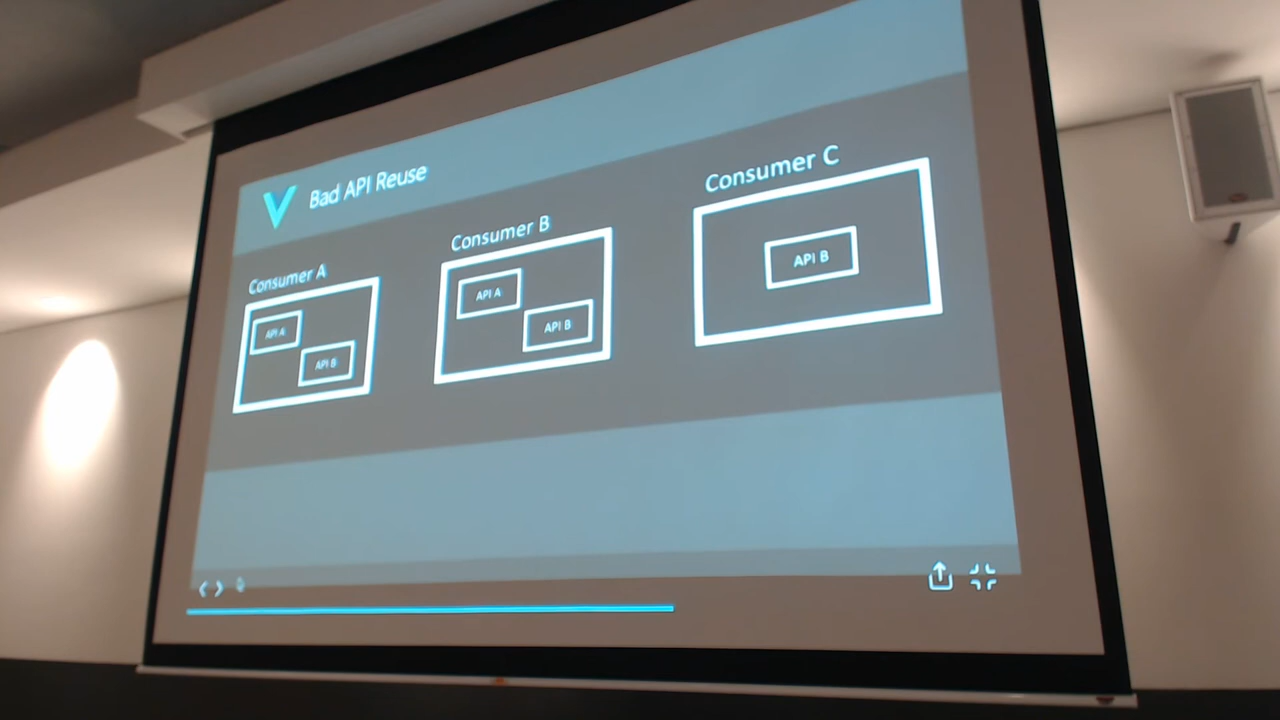 Bad API Reuse
Consumer A
API A
API B
Consumer B
API A
API B
Consumer C
API B